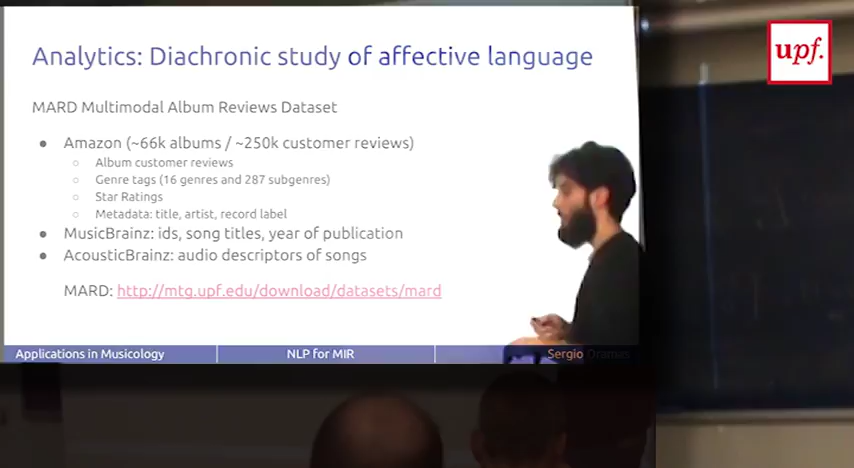 upf.
Analytics: Diachronic study of affective language
MARD Multimodal Album Reviews Dataset
● Amazon (~66k albums / ~250k customer reviews)
○ Album customer reviews
○ Genre tags (16 genres and 287 subgenres)
○ Star Ratings
○ Metadata: title, artist, record label
● MusicBrainz: ids, song titles, year of publication
● AcousticBrainz: audio descriptors of songs
MARD: http://mtg.upf.edu/download/datasets/mard
Applications in Musicology NLP for MIR Sergio Oramas